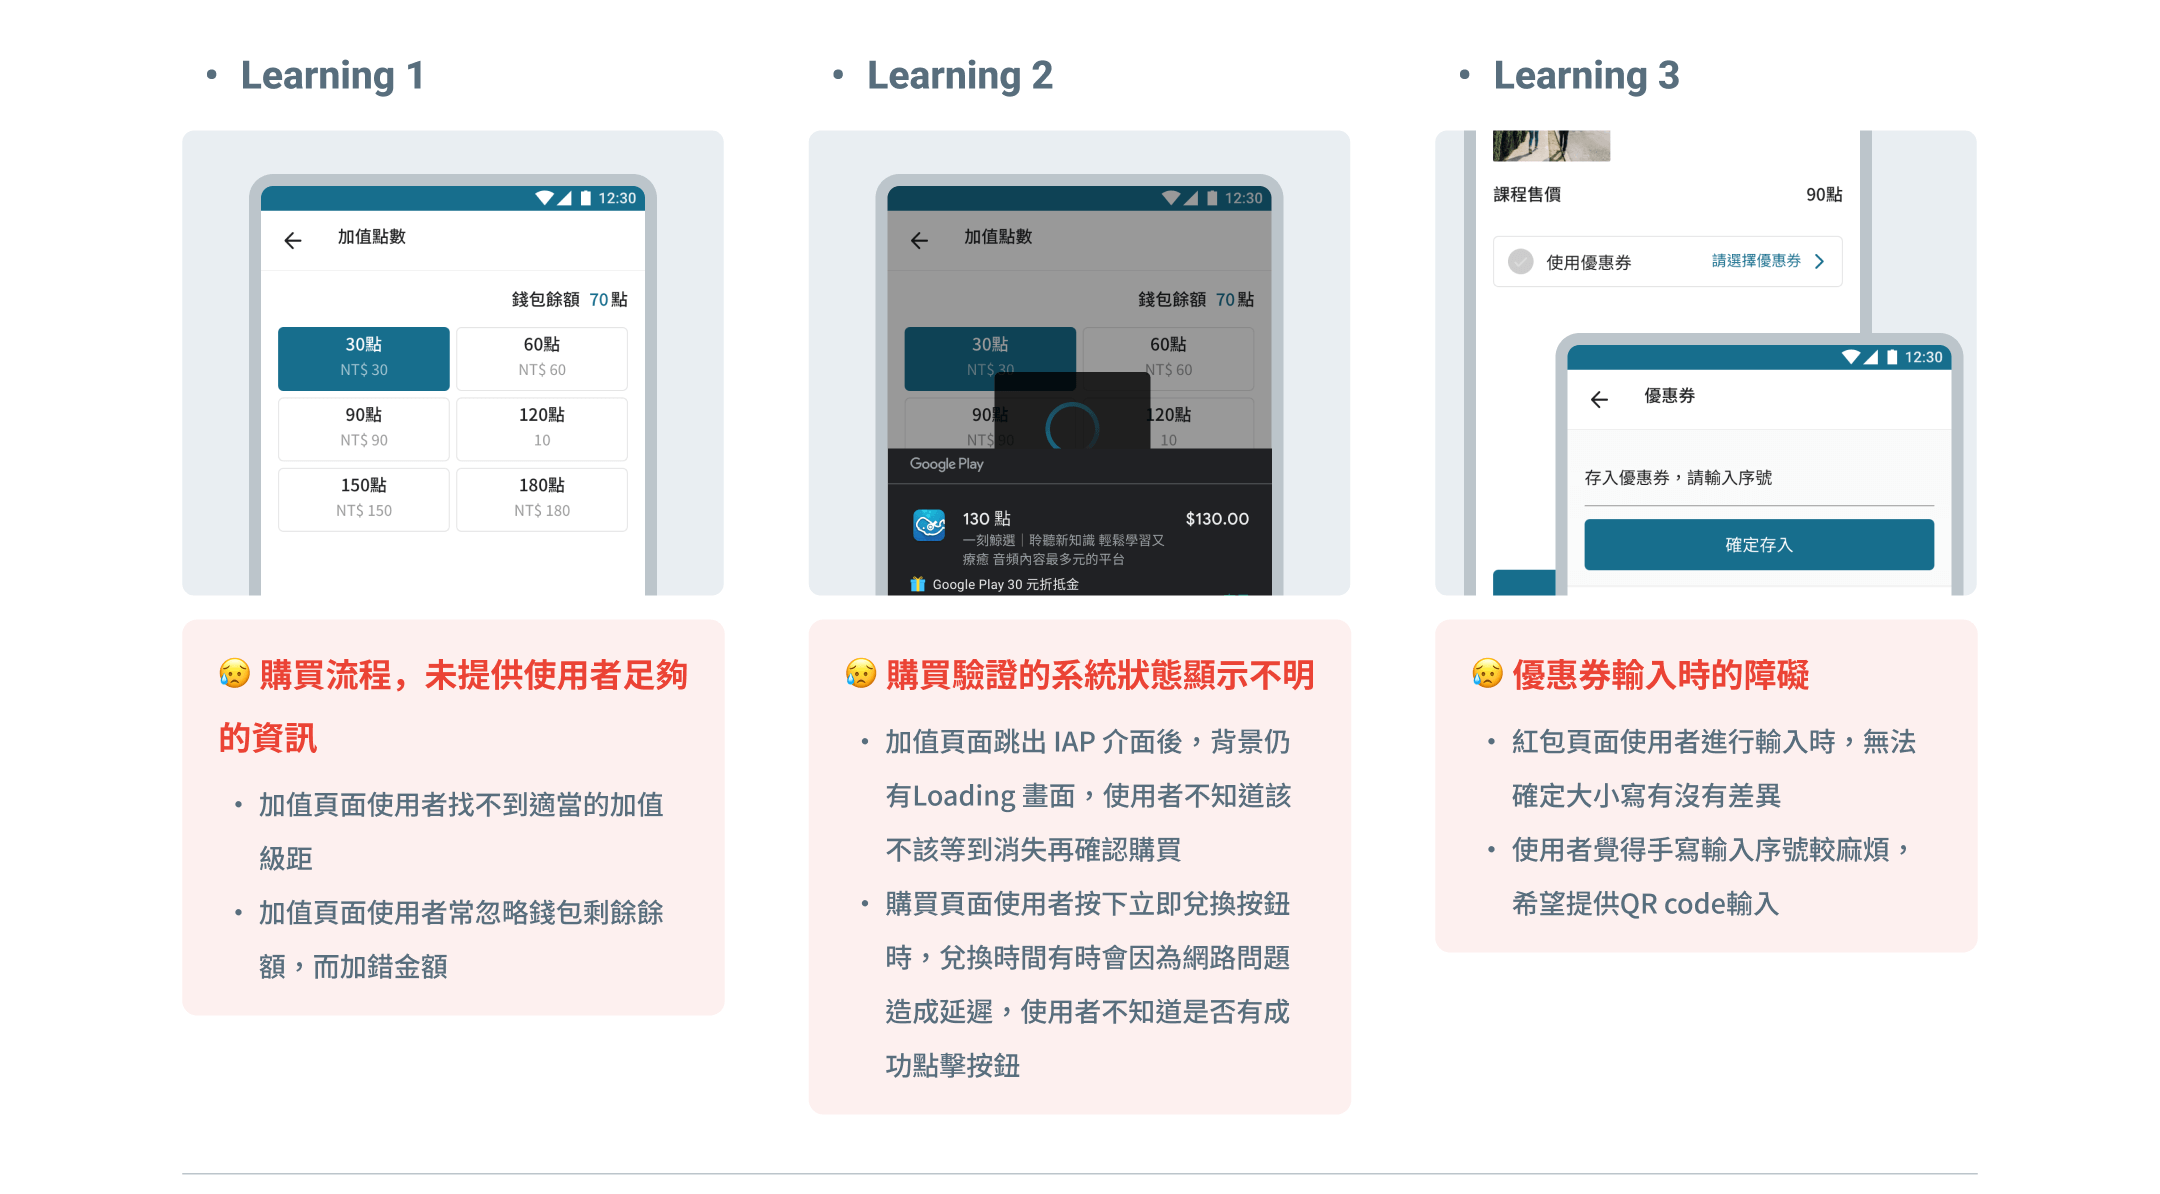 • Learning 1
12:30
加值點數
錢包餘額 70 點
30點 60點
NT$ 30 NT$ 60
90點 120點
NT$ 90 10
150點 180點
NT$ 150 NT$ 180
😥 購買流程，未提供使用者足夠
的資訊
• 加值頁面使用者找不到適當的加值
級距
• 加值頁面使用者常忽略錢包剩餘餘
額，而加錯金額
• Learning 2
12:30
加值點數
錢包餘額 70 點
30點 60點
NT$ 30 NT$ 60
90點 120點
NT$ 90 10
Google Play
130 點 $130.00
一刻鯨選｜聆聽新知識 輕鬆學習又
療癒 音頻內容最多元的平台
Google Play 30 元折抵金
😥 購買驗證的系統狀態顯示不明
• 加值頁面跳出 IAP 介面後，背景仍
有Loading 畫面，使用者不知道該
不該等到消失再確認購買
• 購買頁面使用者按下立即兌換按鈕
時，兌換時間有時會因為網路問題
造成延遲，使用者不知道是否有成
功點擊按鈕
• Learning 3
課程售價 90點
使用優惠券 請選擇優惠券
12:30
優惠券
存入優惠券，請輸入序號
確定存入
😥 優惠券輸入時的障礙
• 紅包頁面使用者進行輸入時，無法
確定大小寫有沒有差異
• 使用者覺得手寫輸入序號較麻煩，
希望提供QR code輸入